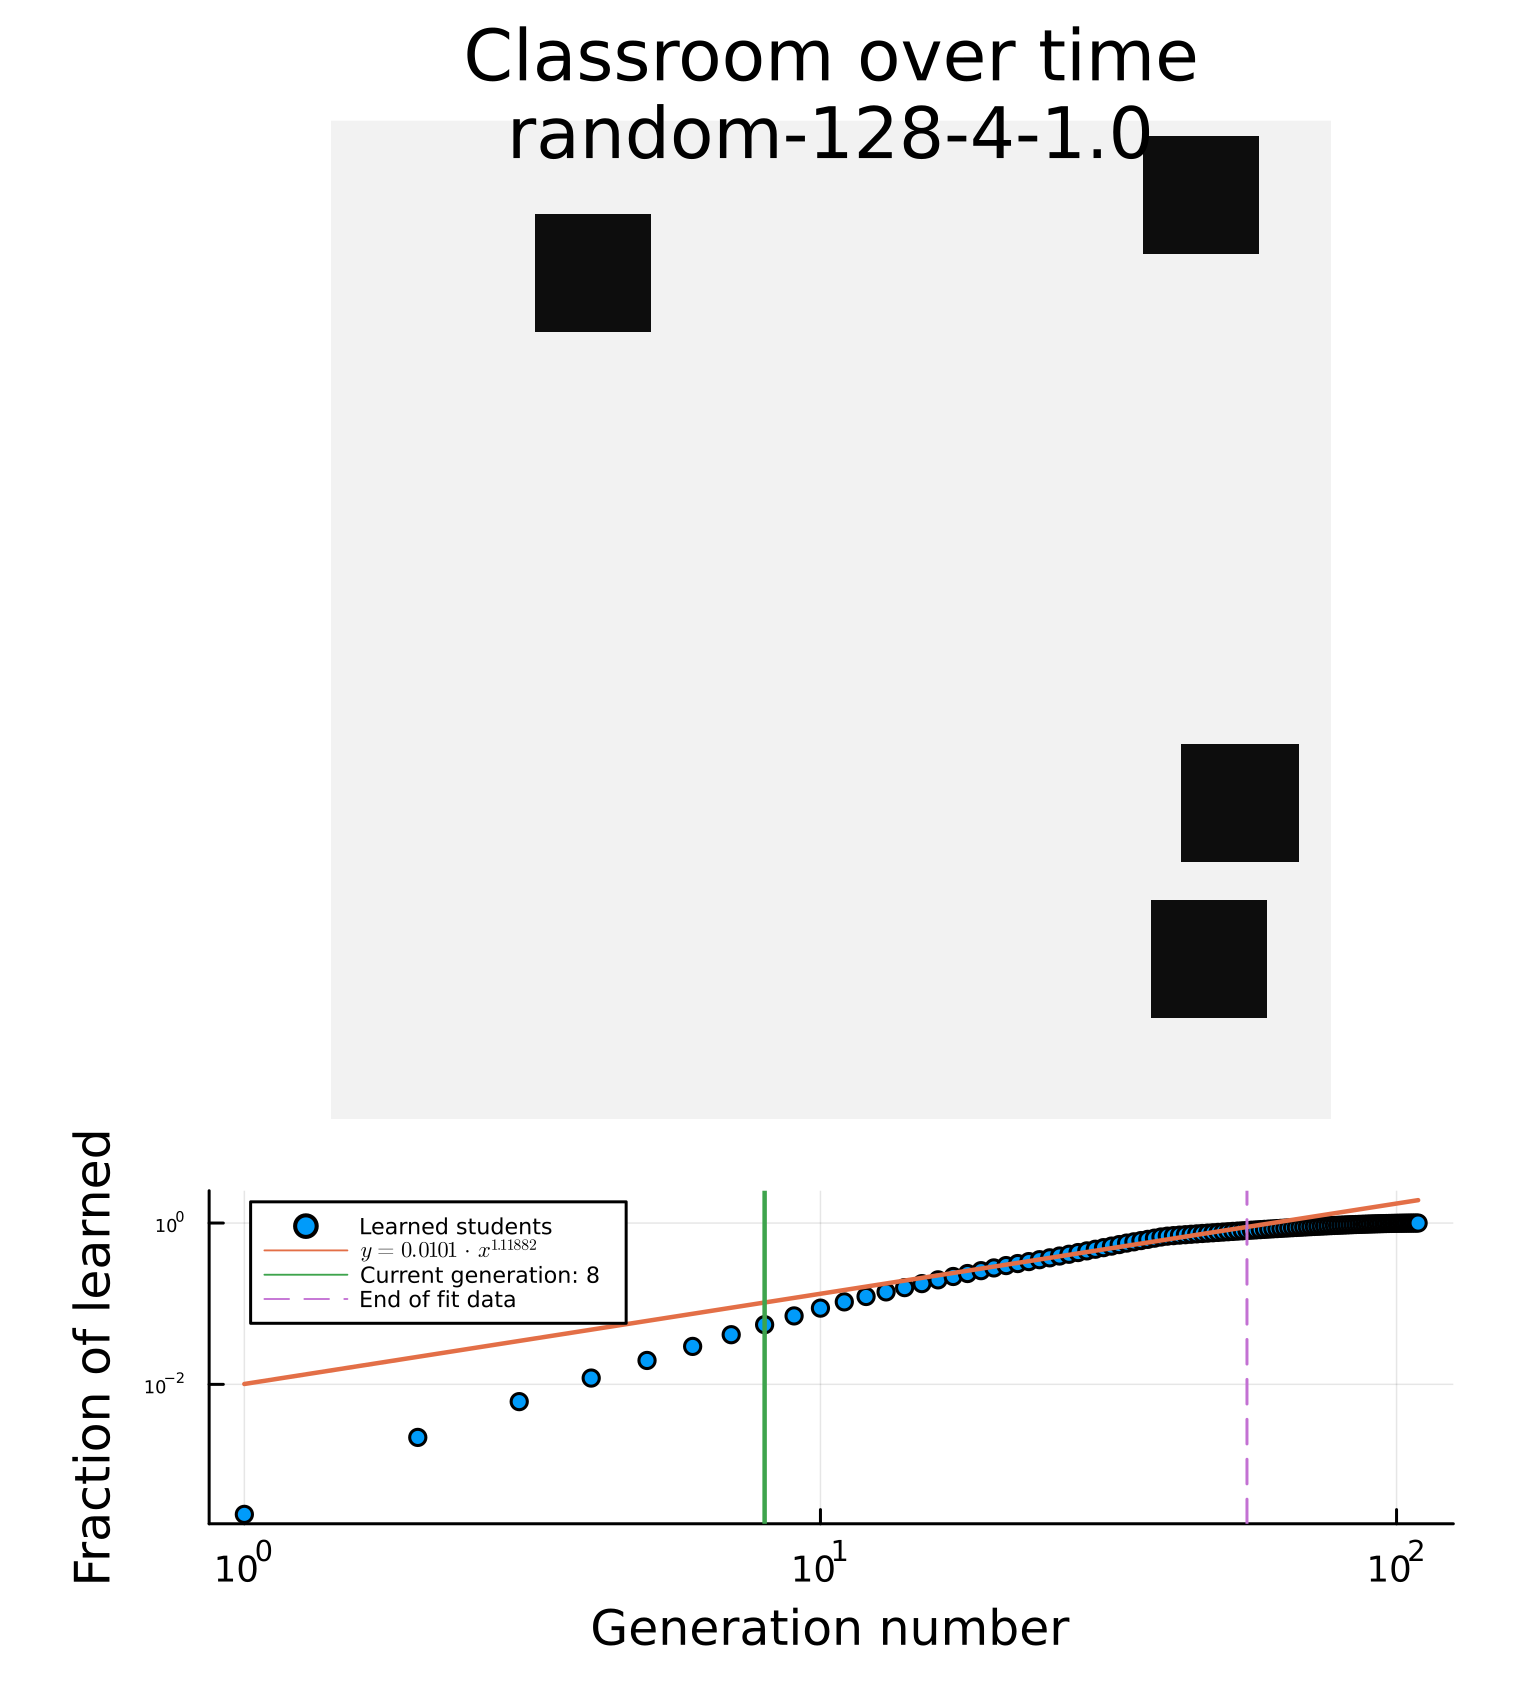 Classroom over time
random-128-4-1.0
Fraction of learned
10^0
10^−2
Learned students
y = 0.0101 · x^1.11882
Current generation: 8
End of fit data
10^0
10^1
10^2
Generation number